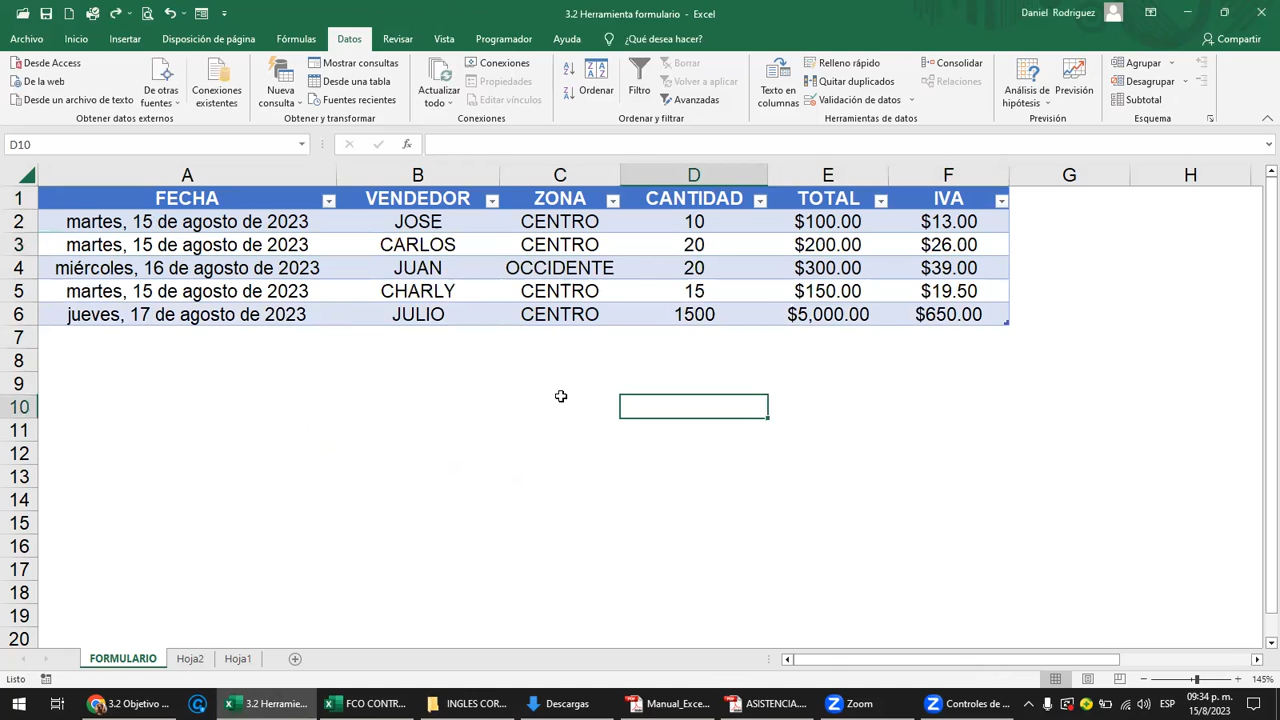 3.2 Herramienta formulario - Excel
Daniel Rodriguez
Archivo Inicio Insertar Disposición de página Fórmulas Datos Revisar Vista Programador Ayuda ¿Qué desea hacer? Compartir
Desde Access
De la web
Desde un archivo de texto
De otras fuentes
Conexiones existentes
Obtener datos externos
Nueva consulta
Mostrar consultas
Desde una tabla
Fuentes recientes
Obtener y transformar
Actualizar todo
Conexiones
Propiedades
Editar vínculos
Conexiones
Ordenar
Filtro
Borrar
Volver a aplicar
Avanzadas
Ordenar y filtrar
Texto en columnas
Relleno rápido
Quitar duplicados
Validación de datos
Consolidar
Relaciones
Herramientas de datos
Análisis de hipótesis
Previsión
Previsión
Agrupar
Desagrupar
Subtotal
Esquema
D10
fx
A B C D E F G H
1 FECHA VENDEDOR ZONA CANTIDAD TOTAL IVA
2 martes, 15 de agosto de 2023 JOSE CENTRO 10 $100.00 $13.00
3 martes, 15 de agosto de 2023 CARLOS CENTRO 20 $200.00 $26.00
4 miércoles, 16 de agosto de 2023 JUAN OCCIDENTE 20 $300.00 $39.00
5 martes, 15 de agosto de 2023 CHARLY CENTRO 15 $150.00 $19.50
6 jueves, 17 de agosto de 2023 JULIO CENTRO 1500 $5,000.00 $650.00
7
8
9
10
11
12
13
14
15
16
17
18
19
20
FORMULARIO Hoja2 Hoja1
Listo
145%
3.2 Objetivo ... 3.2 Herramie... FCO CONTR... INGLES COR... Descargas Manual_Exce... ASISTENCIA.... Zoom Controles de ... ESP 09:34 p. m.
15/8/2023